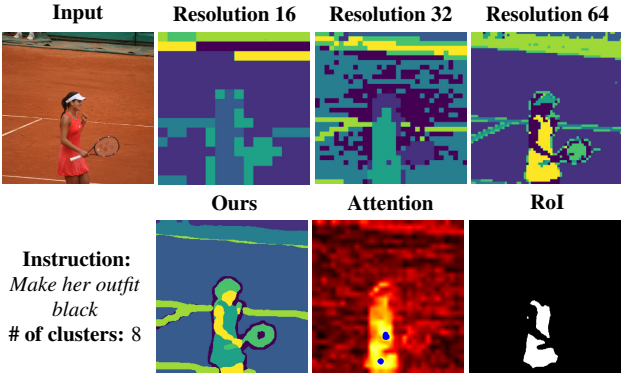 Input Resolution 16 Resolution 32 Resolution 64
Ours Attention RoI
Instruction:
Make her outfit
black
# of clusters: 8